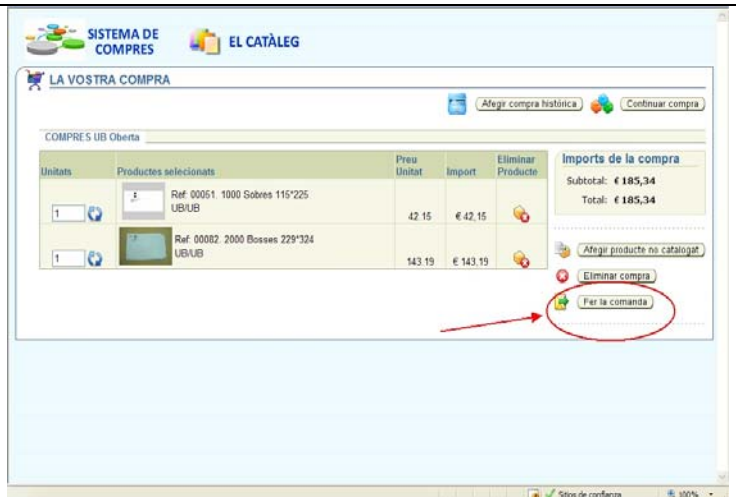 SISTEMA DE
COMPRES
EL CATÀLEG
LA VOSTRA COMPRA
Afegir compra històrica
Continuar compra
COMPRES UB Oberta
Unitats Productes selecionats Preu Unitat Import Eliminar Producte
1 Ref: 00051. 1000 Sobres 115*225
UB/UB
42.15 € 42,15
1 Ref: 00082. 2000 Bosses 229*324
UB/UB
143.19 € 143,19
Imports de la compra
Subtotal: € 185,34
Total: € 185,34
Afegir producte no catalogat
Eliminar compra
Fer la comanda
Sitios de confianza 100%